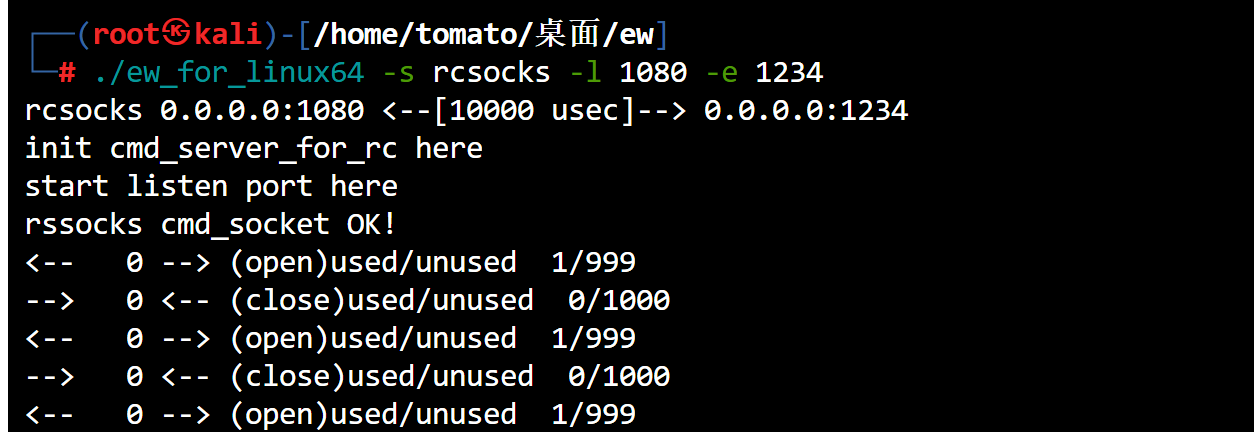 ┌──(root㉿kali)-[/home/tomato/桌面/ew]
└─# ./ew_for_linux64 -s rcsocks -l 1080 -e 1234
rcsocks 0.0.0.0:1080 <--[10000 usec]--> 0.0.0.0:1234
init cmd_server_for_rc here
start listen port here
rssocks cmd_socket OK!
<--   0 --> (open)used/unused  1/999
-->   0 <-- (close)used/unused  0/1000
<--   0 --> (open)used/unused  1/999
-->   0 <-- (close)used/unused  0/1000
<--   0 --> (open)used/unused  1/999